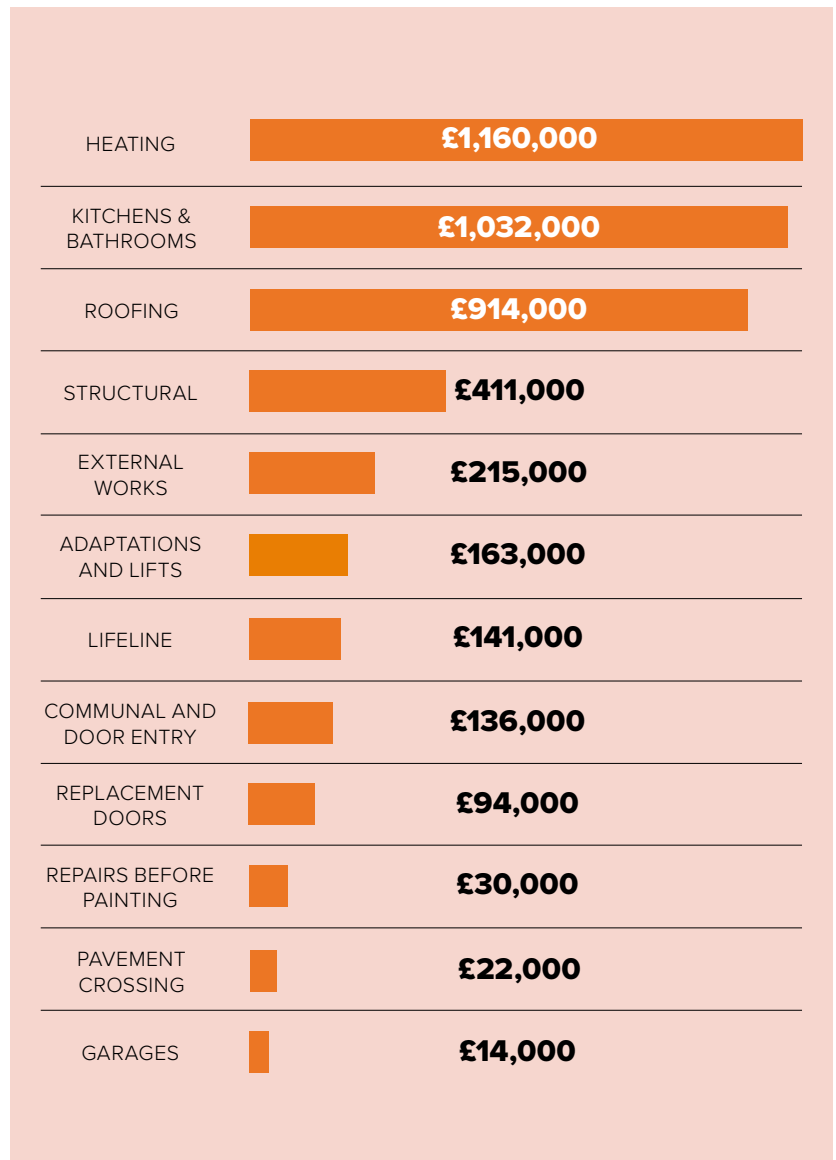 HEATING
£1,160,000
KITCHENS &
BATHROOMS
£1,032,000
ROOFING
£914,000
STRUCTURAL
£411,000
EXTERNAL
WORKS
£215,000
ADAPTATIONS
AND LIFTS
£163,000
LIFELINE
£141,000
COMMUNAL AND
DOOR ENTRY
£136,000
REPLACEMENT
DOORS
£94,000
REPAIRS BEFORE
PAINTING
£30,000
PAVEMENT
CROSSING
£22,000
GARAGES
£14,000